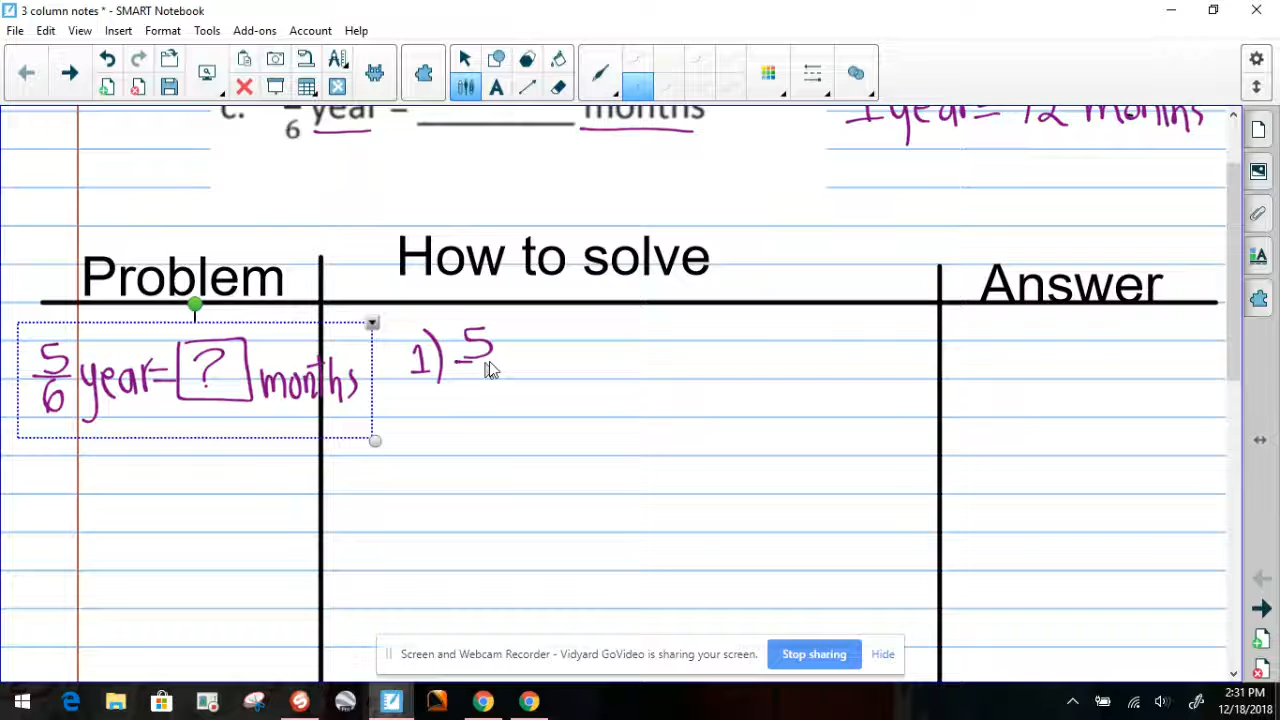 3 column notes * - SMART Notebook
File Edit View Insert Format Tools Add-ons Account Help
c. 6 year = __________ months
1 year = 12 months
Problem
How to solve
Answer
5/6 year = ? months
1) 5
Screen and Webcam Recorder - Vidyard GoVideo is sharing your screen.
Stop sharing
Hide
2:31 PM
12/18/2018